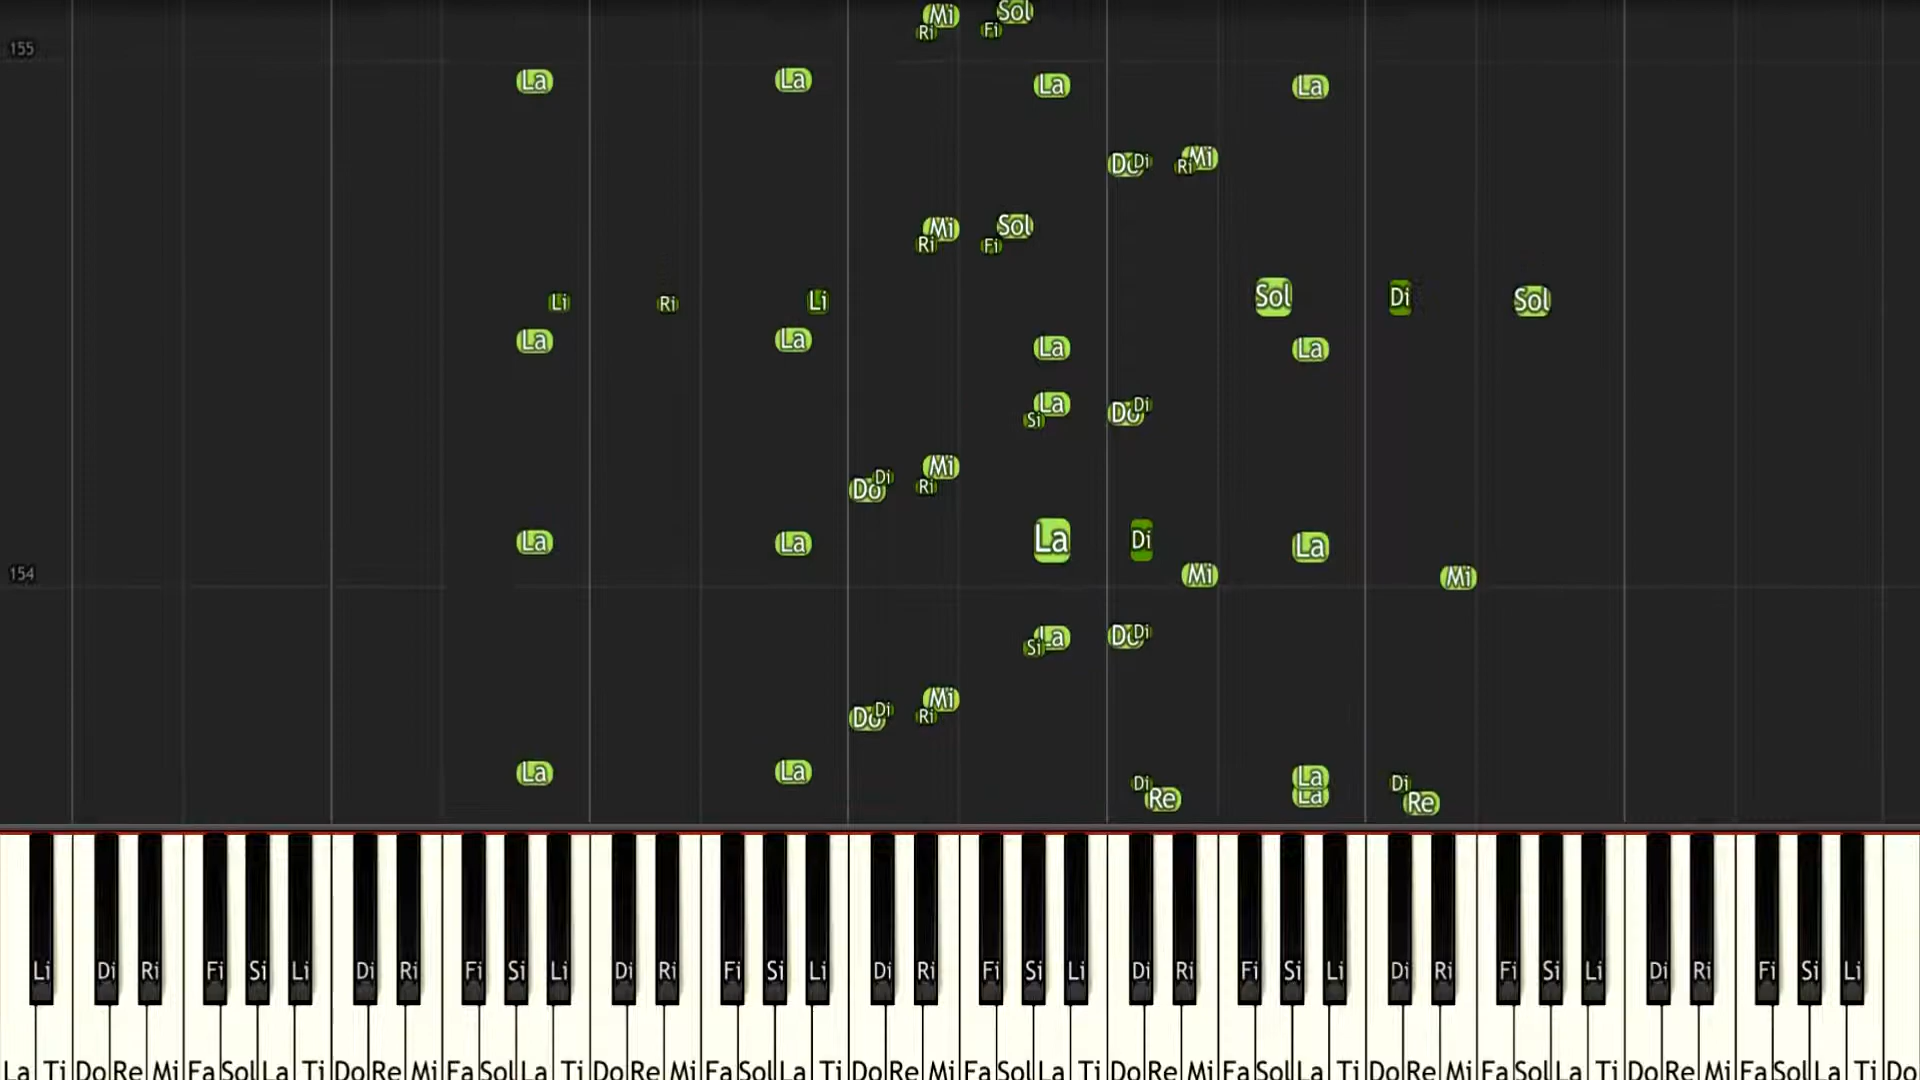 Mi Sol
Ri Fi
155
La La La La
Do Di Ri Mi
Mi Sol
Ri Fi
Li Ri Li Sol Di Sol
La La La La
La Di
Si Do
Mi
Do Di Ri
La La La Di La
154 Mi Mi
La Do Di
Si
Mi
Do Di Ri
La La La
Di La Di
Re Re
Li Di Ri Fi Si Li Di Ri Fi Si Li Di Ri Fi Si Li Di Ri Fi Si Li Di Ri Fi Si Li Di Ri Fi Si Li Di Ri Fi Si Li
La Ti Do Re Mi Fa Sol La Ti Do Re Mi Fa Sol La Ti Do Re Mi Fa Sol La Ti Do Re Mi Fa Sol La Ti Do Re Mi Fa Sol La Ti Do Re Mi Fa Sol La Ti Do Re Mi Fa Sol La Ti Do